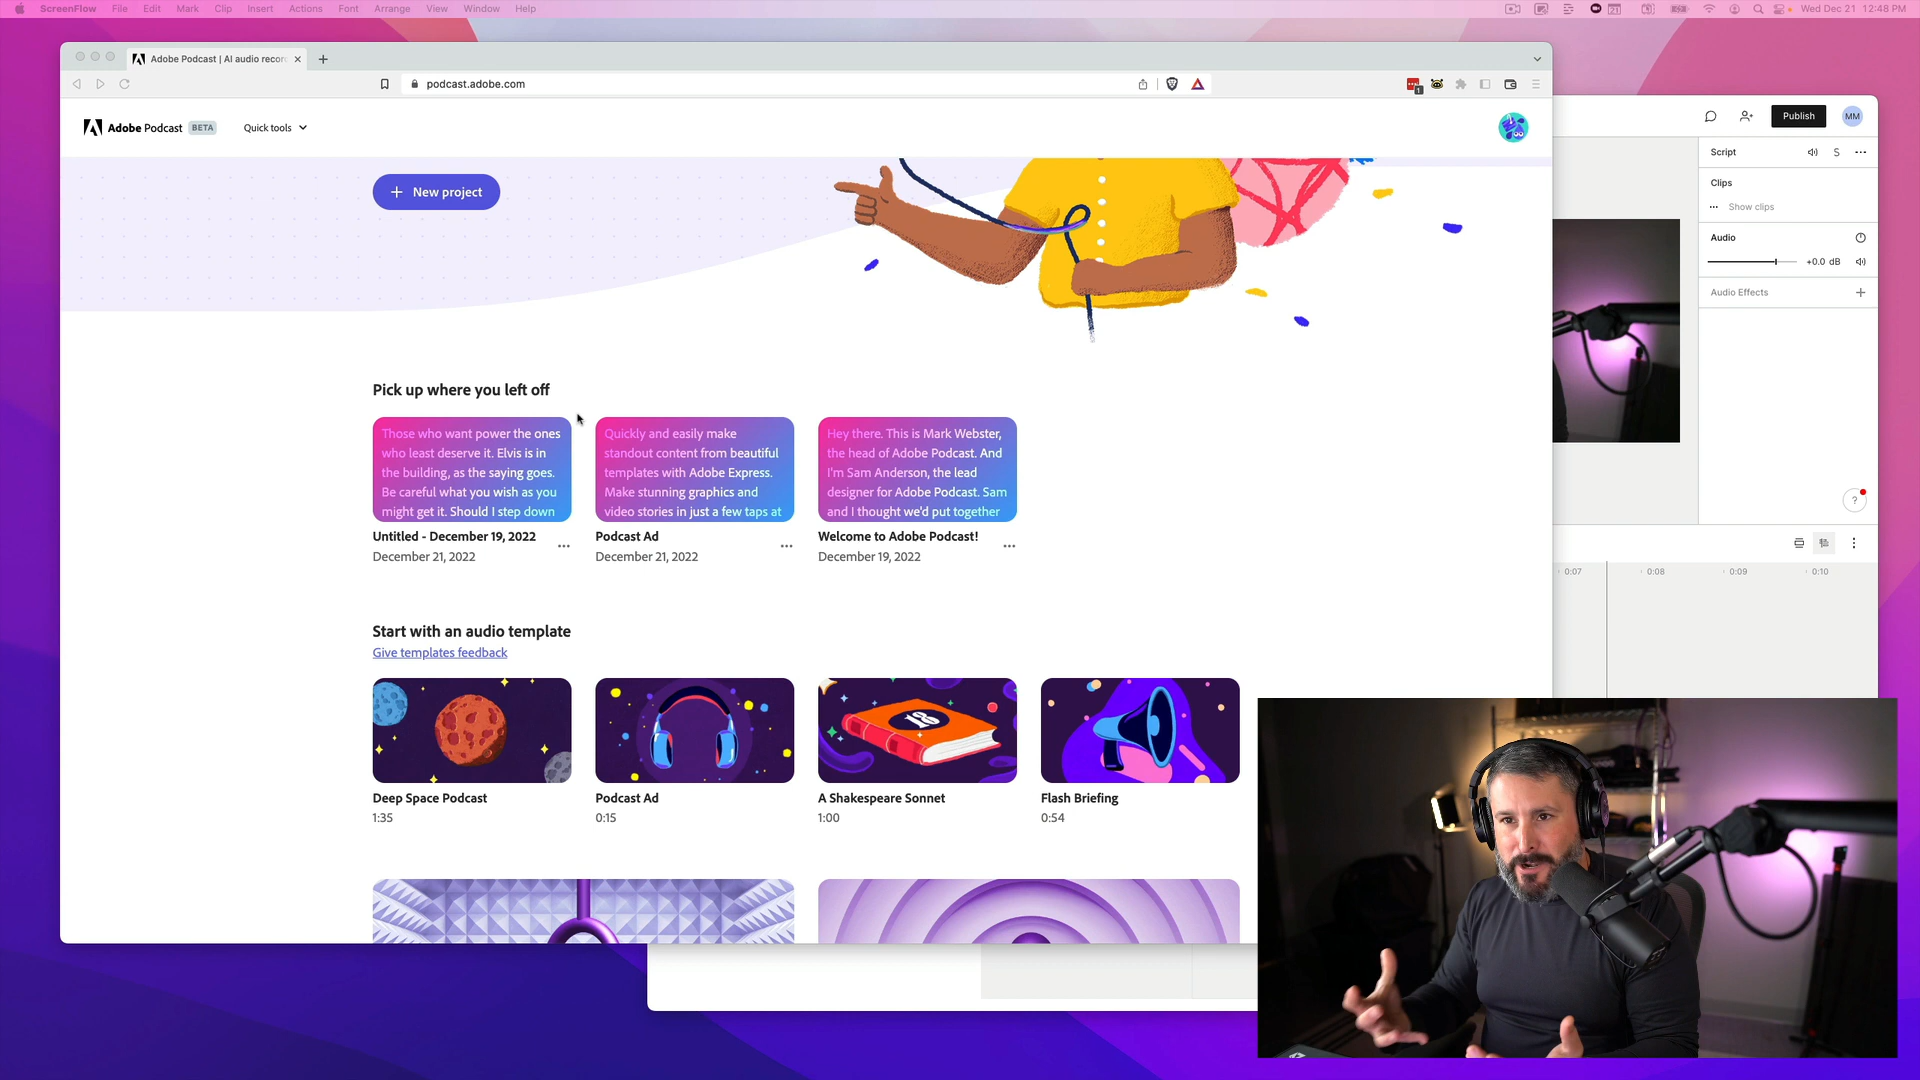 ScreenFlow File Edit Mark Clip Insert Actions Font Arrange View Window Help
21
Wed Dec 21 12:48 PM
Adobe Podcast | AI audio recor
podcast.adobe.com
1
Adobe Podcast BETA
Quick tools
New project
Pick up where you left off
Those who want power the ones
who least deserve it. Elvis is in
the building, as the saying goes.
Be careful what you wish as you
might get it. Should I step down
Untitled - December 19, 2022
December 21, 2022
Quickly and easily make
standout content from beautiful
templates with Adobe Express.
Make stunning graphics and
video stories in just a few taps at
Podcast Ad
December 21, 2022
Hey there. This is Mark Webster,
the head of Adobe Podcast. And
I'm Sam Anderson, the lead
designer for Adobe Podcast. Sam
and I thought we'd put together
Welcome to Adobe Podcast!
December 19, 2022
Start with an audio template
Give templates feedback
Deep Space Podcast
1:35
Podcast Ad
0:15
18
A Shakespeare Sonnet
1:00
Flash Briefing
0:54
Publish
MM
Script
S
Clips
Show clips
Audio
+0.0 dB
Audio Effects
?
0:07 0:08 0:09 0:10